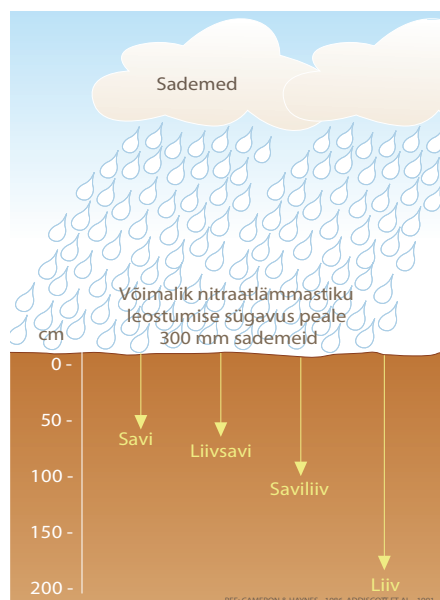 Sademed
Võimalik nitraatlämmastiku
leostumise sügavus peale
300 mm sademeid
cm
0 -
50 -
Savi
Liivsavi
100 -
Saviliiv
150 -
200 -
Liiv